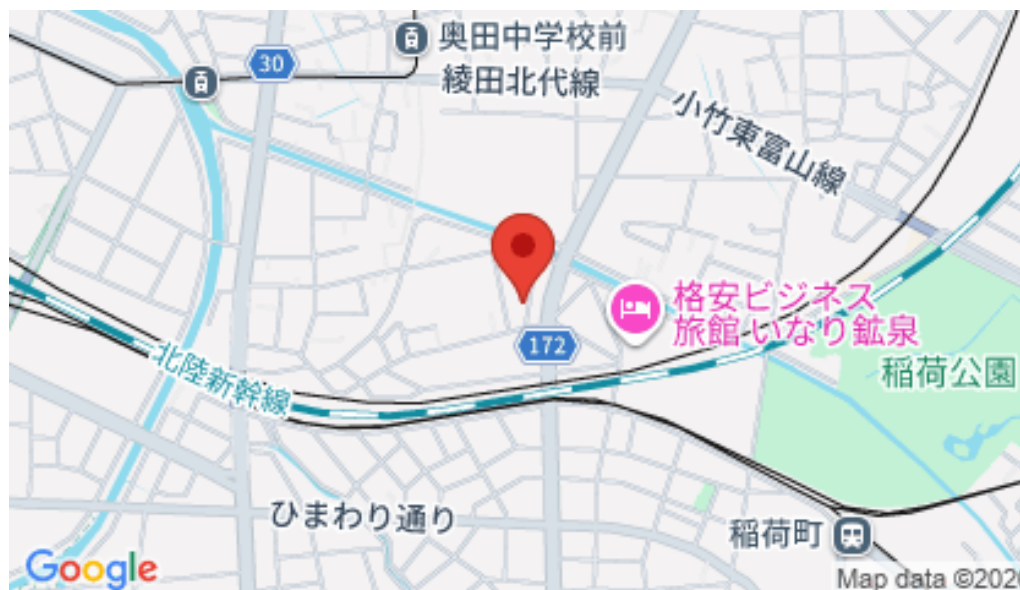 奥田中学校前
30
綾田北代線
小竹東富山線
格安ビジネス
旅館 いなり鉱泉
172
北陸新幹線
稲荷公園
ひまわり通り
稲荷町
Google
Map data ©202